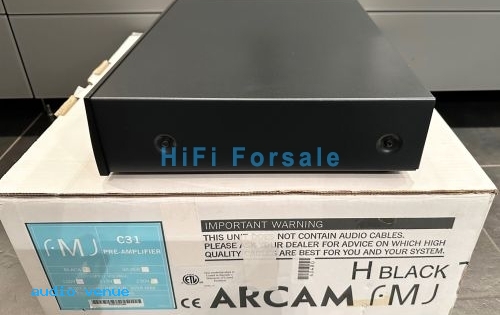 HiFi Forsale
IMPORTANT WARNING
THIS UNIT DOES NOT CONTAIN AUDIO CABLES.
PLEASE ASK YOUR DEALER FOR ADVICE ON WHICH HIGH
QUALITY CABLES ARE BEST FOR YOU AND YOUR SYSTEM.
FMJ C31
PRE-AMPLIFIER
BLACK
SILVER
audio venue
CE ARCAM FMJ
H BLACK